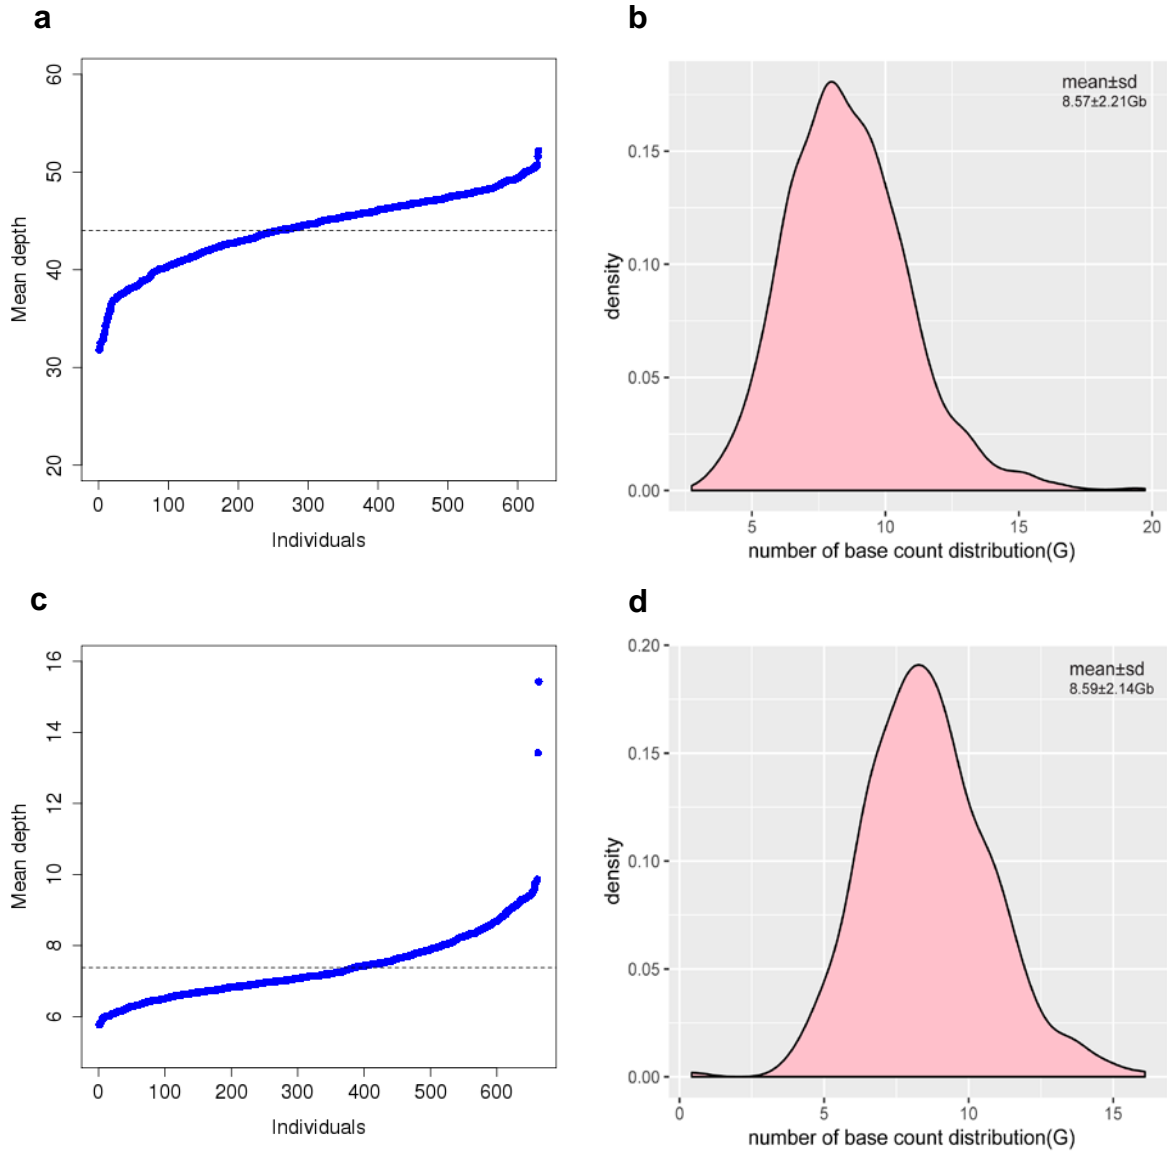 a
60
50
40
30
20
Mean depth
0 100 200 300 400 500 600
Individuals
b
mean±sd
8.57±2.21Gb
0.15
0.10
0.05
0.00
density
5 10 15 20
number of base count distribution(G)
c
16
14
12
10
8
6
Mean depth
0 100 200 300 400 500 600
Individuals
d
mean±sd
8.59±2.14Gb
0.20
0.15
0.10
0.05
0.00
density
0 5 10 15
number of base count distribution(G)